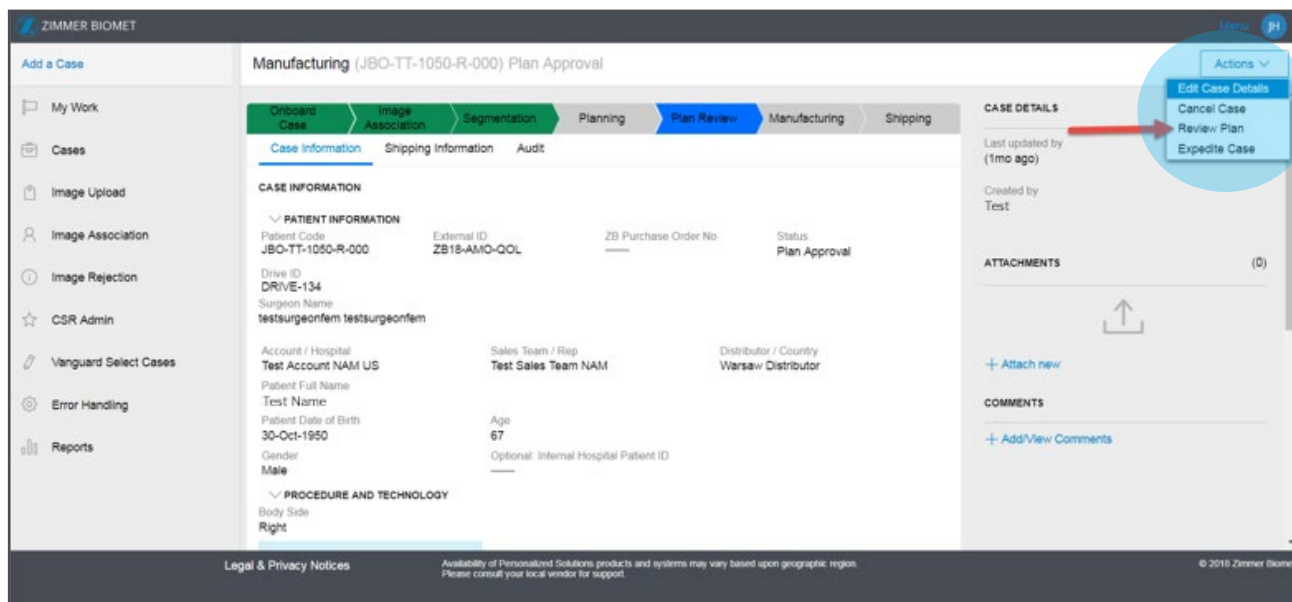 ZIMMER BIOMET
Menu
JH
Add a Case
My Work
Cases
Image Upload
Image Association
Image Rejection
CSR Admin
Vanguard Select Cases
Error Handling
Reports
Manufacturing (JBO-TT-1050-R-000) Plan Approval
Actions
Edit Case Details
Cancel Case
Review Plan
Expedite Case
Onboard
Case
Image
Association
Segmentation
Planning
Plan Review
Manufacturing
Shipping
Case Information Shipping Information Audit
CASE INFORMATION
PATIENT INFORMATION
Patient Code External ID ZB Purchase Order No Status
JBO-TT-1050-R-000 ZB18-AMO-QOL —— Plan Approval
Drive ID
DRIVE-134
Surgeon Name
testsurgeonfem testsurgeonfem
Account / Hospital Sales Team / Rep Distributor / Country
Test Account NAM US Test Sales Team NAM Warsaw Distributor
Patient Full Name
Test Name
Patient Date of Birth Age
30-Oct-1950 67
Gender Optional: Internal Hospital Patient ID
Male ——
PROCEDURE AND TECHNOLOGY
Body Side
Right
CASE DETAILS
Last updated by
(1mo ago)
Created by
Test
ATTACHMENTS (0)
+ Attach new
COMMENTS
+ Add/View Comments
Legal & Privacy Notices
Availability of Personalized Solutions products and systems may vary based upon geographic region.
Please consult your local vendor for support.
© 2018 Zimmer Biome